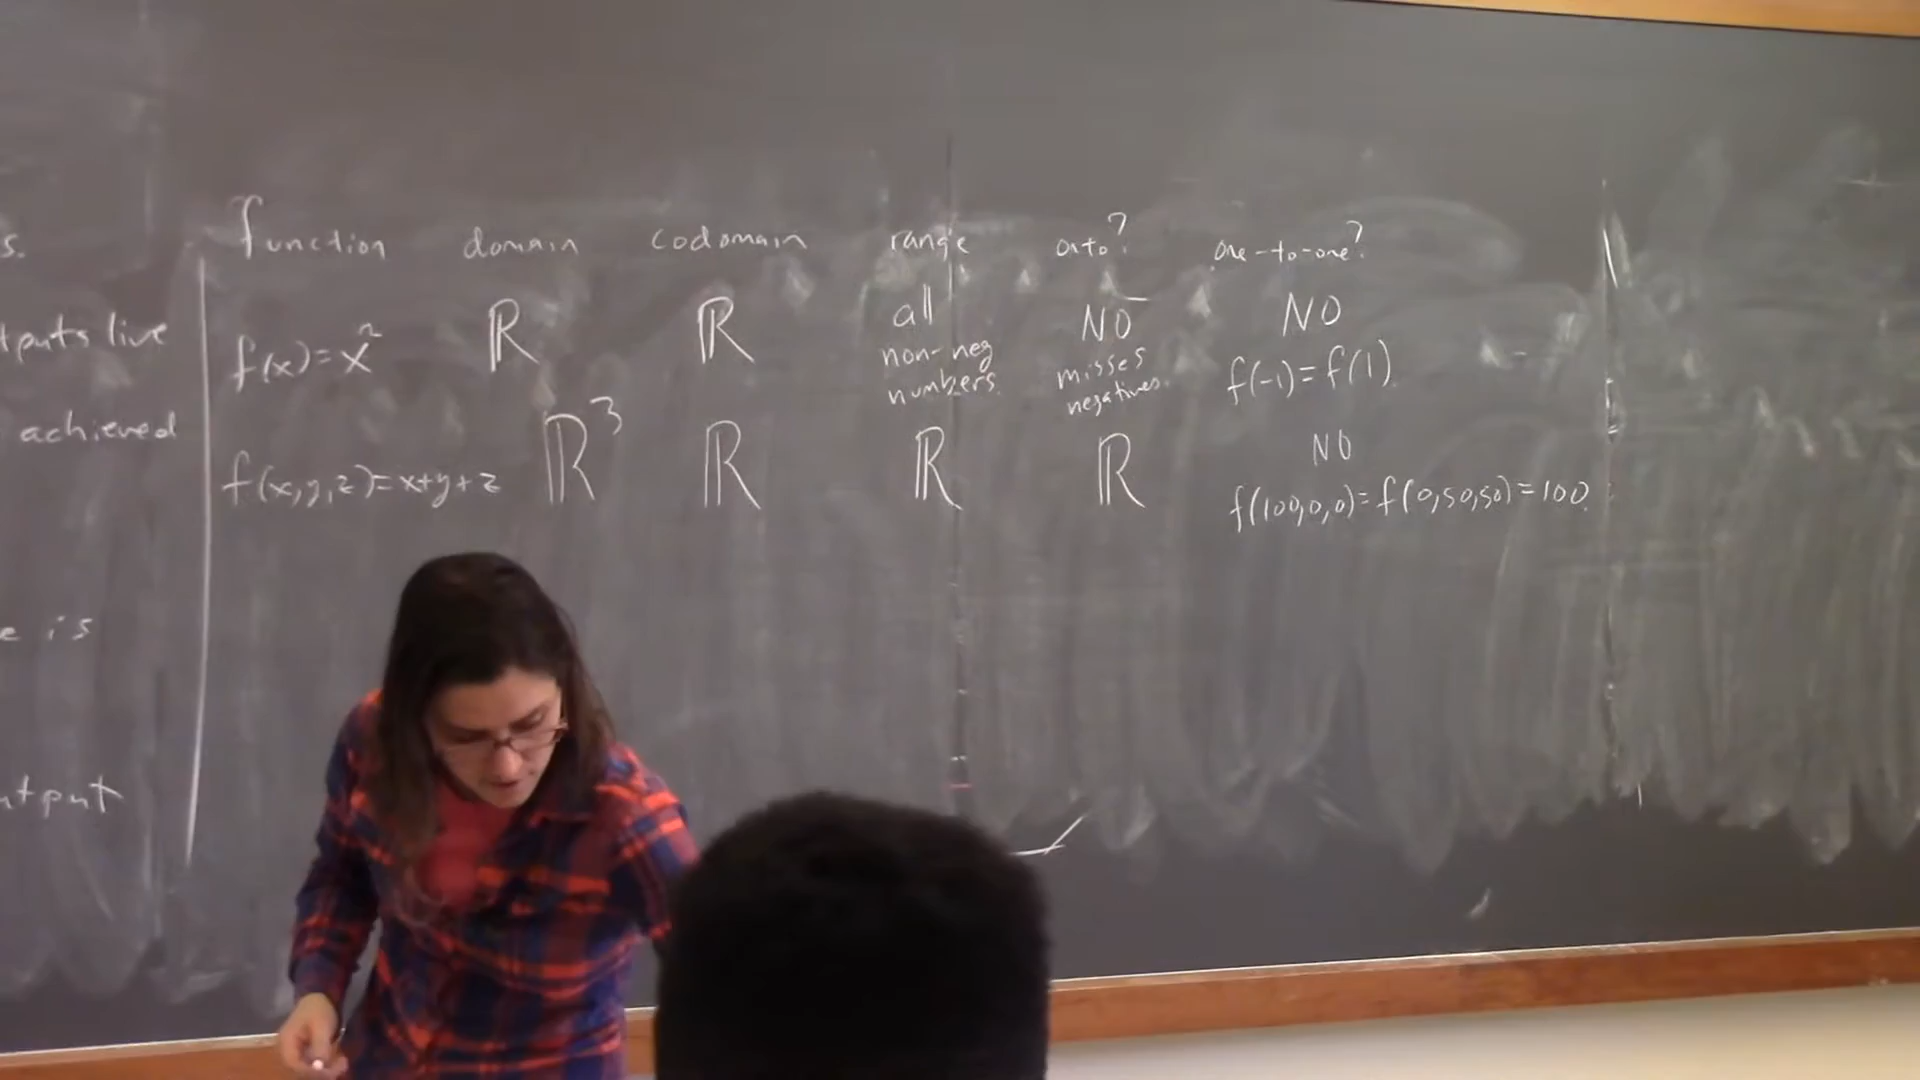 s.
tputs live
achieved
e is
utput
function domain codomain range onto? one-to-one?
f(x)=x² ℝ ℝ all non-neg numbers. NO misses negatives. NO f(-1)=f(1).
f(x,y,z)=x+y+z ℝ³ ℝ ℝ ℝ NO f(100,0,0)=f(0,50,50)=100.